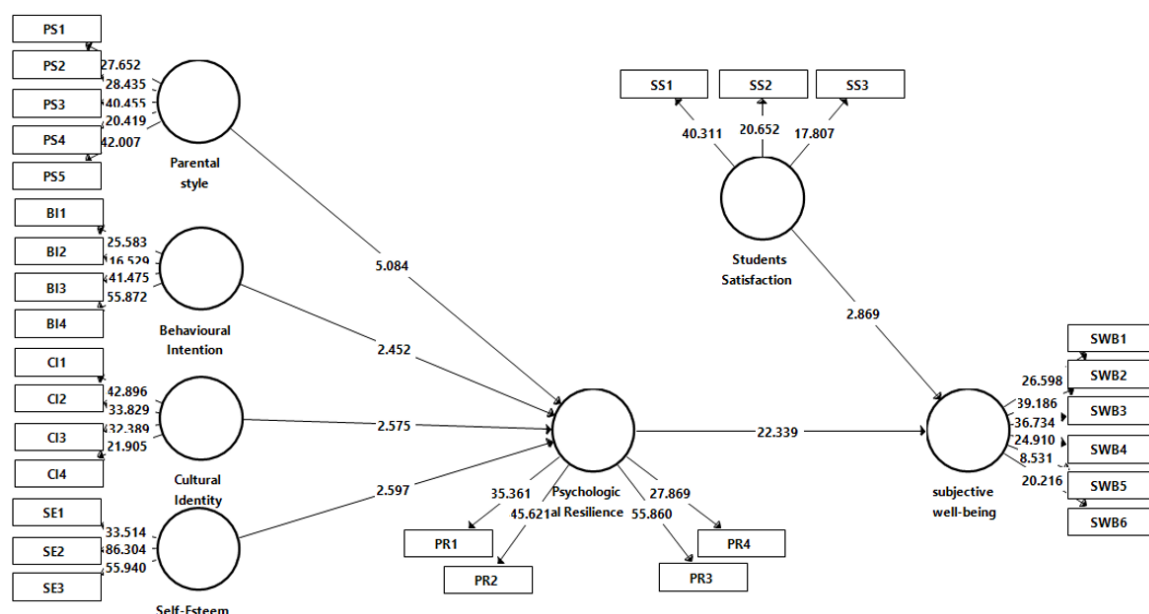 PS1
PS2
PS3
PS4
PS5
27.652
28.435
40.455
20.419
42.007
Parental
style
BI1
BI2
BI3
BI4
25.583
16.529
41.475
55.872
Behavioural
Intention
CI1
CI2
CI3
CI4
42.896
33.829
32.389
21.905
Cultural
Identity
SE1
SE2
SE3
33.514
86.304
55.940
Self-Esteem
5.084
2.452
2.575
2.597
SS1
SS2
SS3
40.311
20.652
17.807
Students
Satisfaction
2.869
Psychologic
al Resilience
35.361
45.621
55.860
27.869
PR1
PR2
PR3
PR4
22.339
subjective
well-being
26.598
39.186
36.734
24.910
8.531
20.216
SWB1
SWB2
SWB3
SWB4
SWB5
SWB6